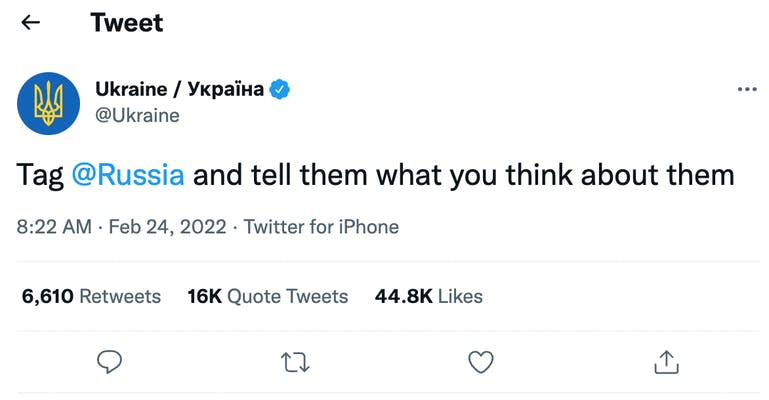 Tweet
Ukraine / Україна
@Ukraine
Tag @Russia and tell them what you think about them
8:22 AM · Feb 24, 2022 · Twitter for iPhone
6,610 Retweets 16K Quote Tweets 44.8K Likes